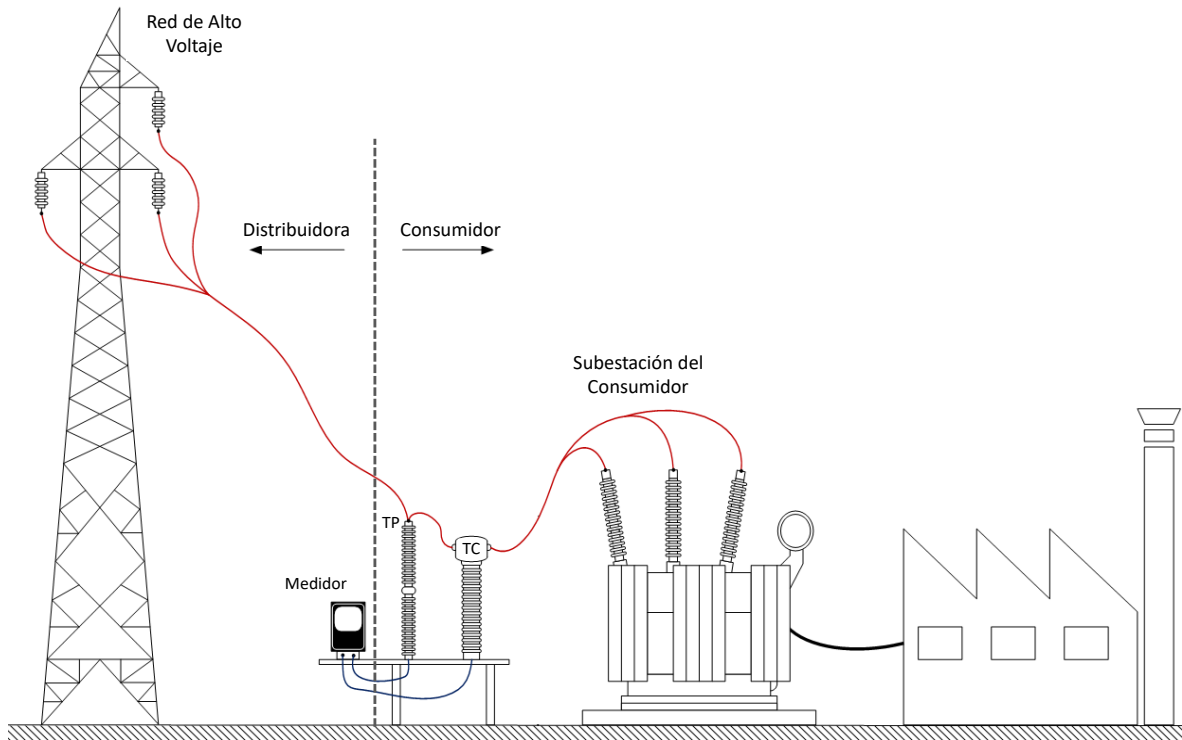 Red de Alto
Voltaje
Distribuidora
Consumidor
Subestación del
Consumidor
TP
TC
Medidor